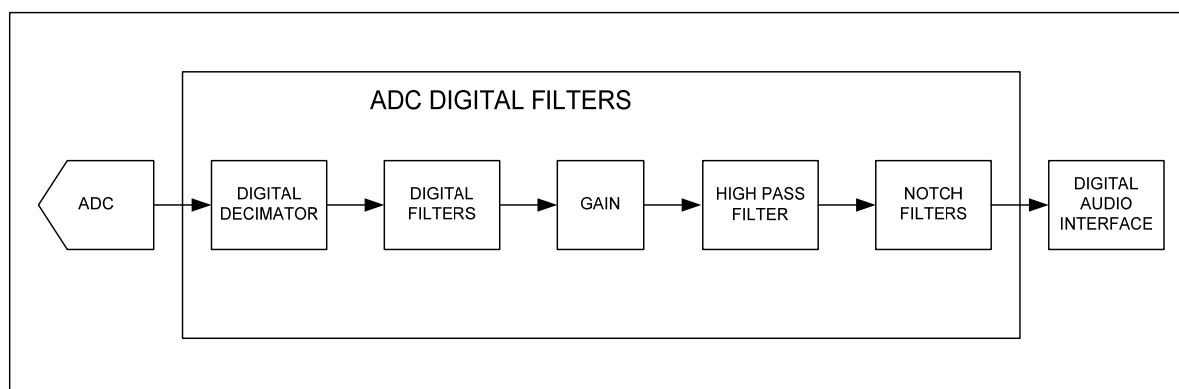 ADC DIGITAL FILTERS
ADC
DIGITAL
DECIMATOR
DIGITAL
FILTERS
GAIN
HIGH PASS
FILTER
NOTCH
FILTERS
DIGITAL
AUDIO
INTERFACE